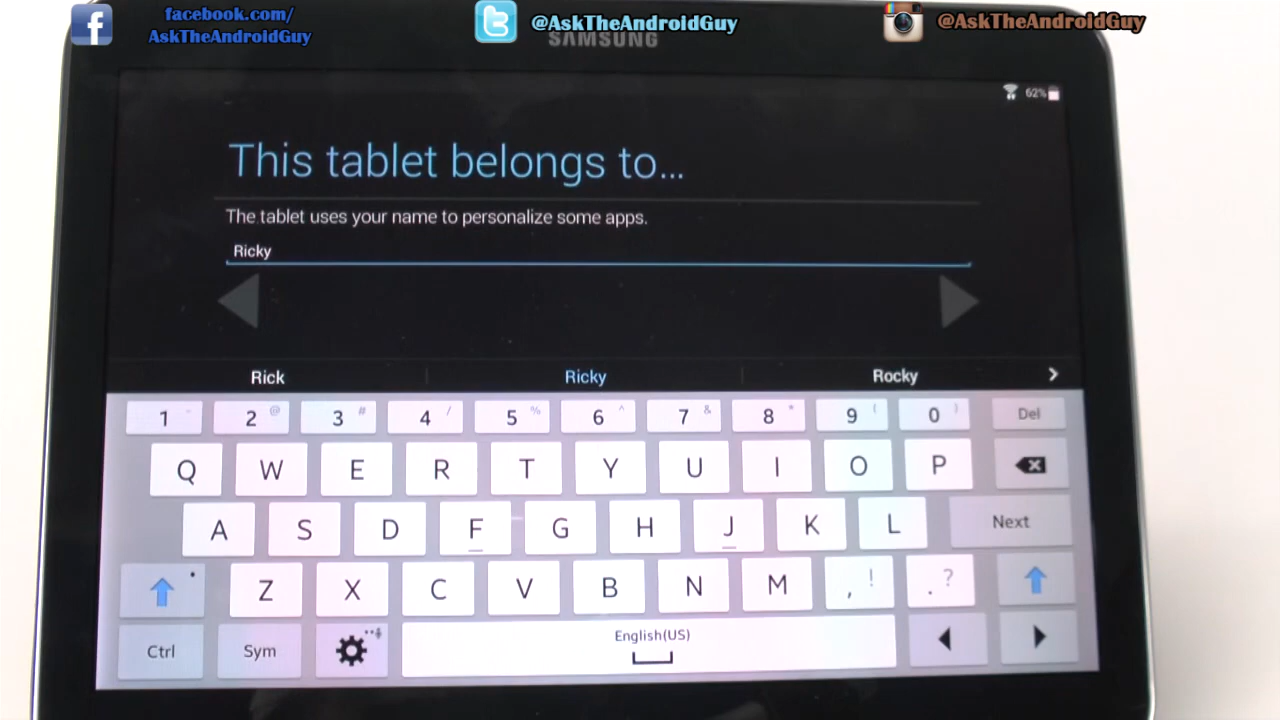 facebook.com/
AskTheAndroidGuy
@AskTheAndroidGuy
@AskTheAndroidGuy
SAMSUNG
62%
This tablet belongs to...
The tablet uses your name to personalize some apps.
Ricky
Rick Ricky Rocky
1 - 2 @ 3 # 4 / 5 % 6 ^ 7 & 8 * 9 ( 0 ) Del
Q W E R T Y U I O P
A S D F G H J K L Next
Z X C V B N M , ! . ?
Ctrl Sym English(US)